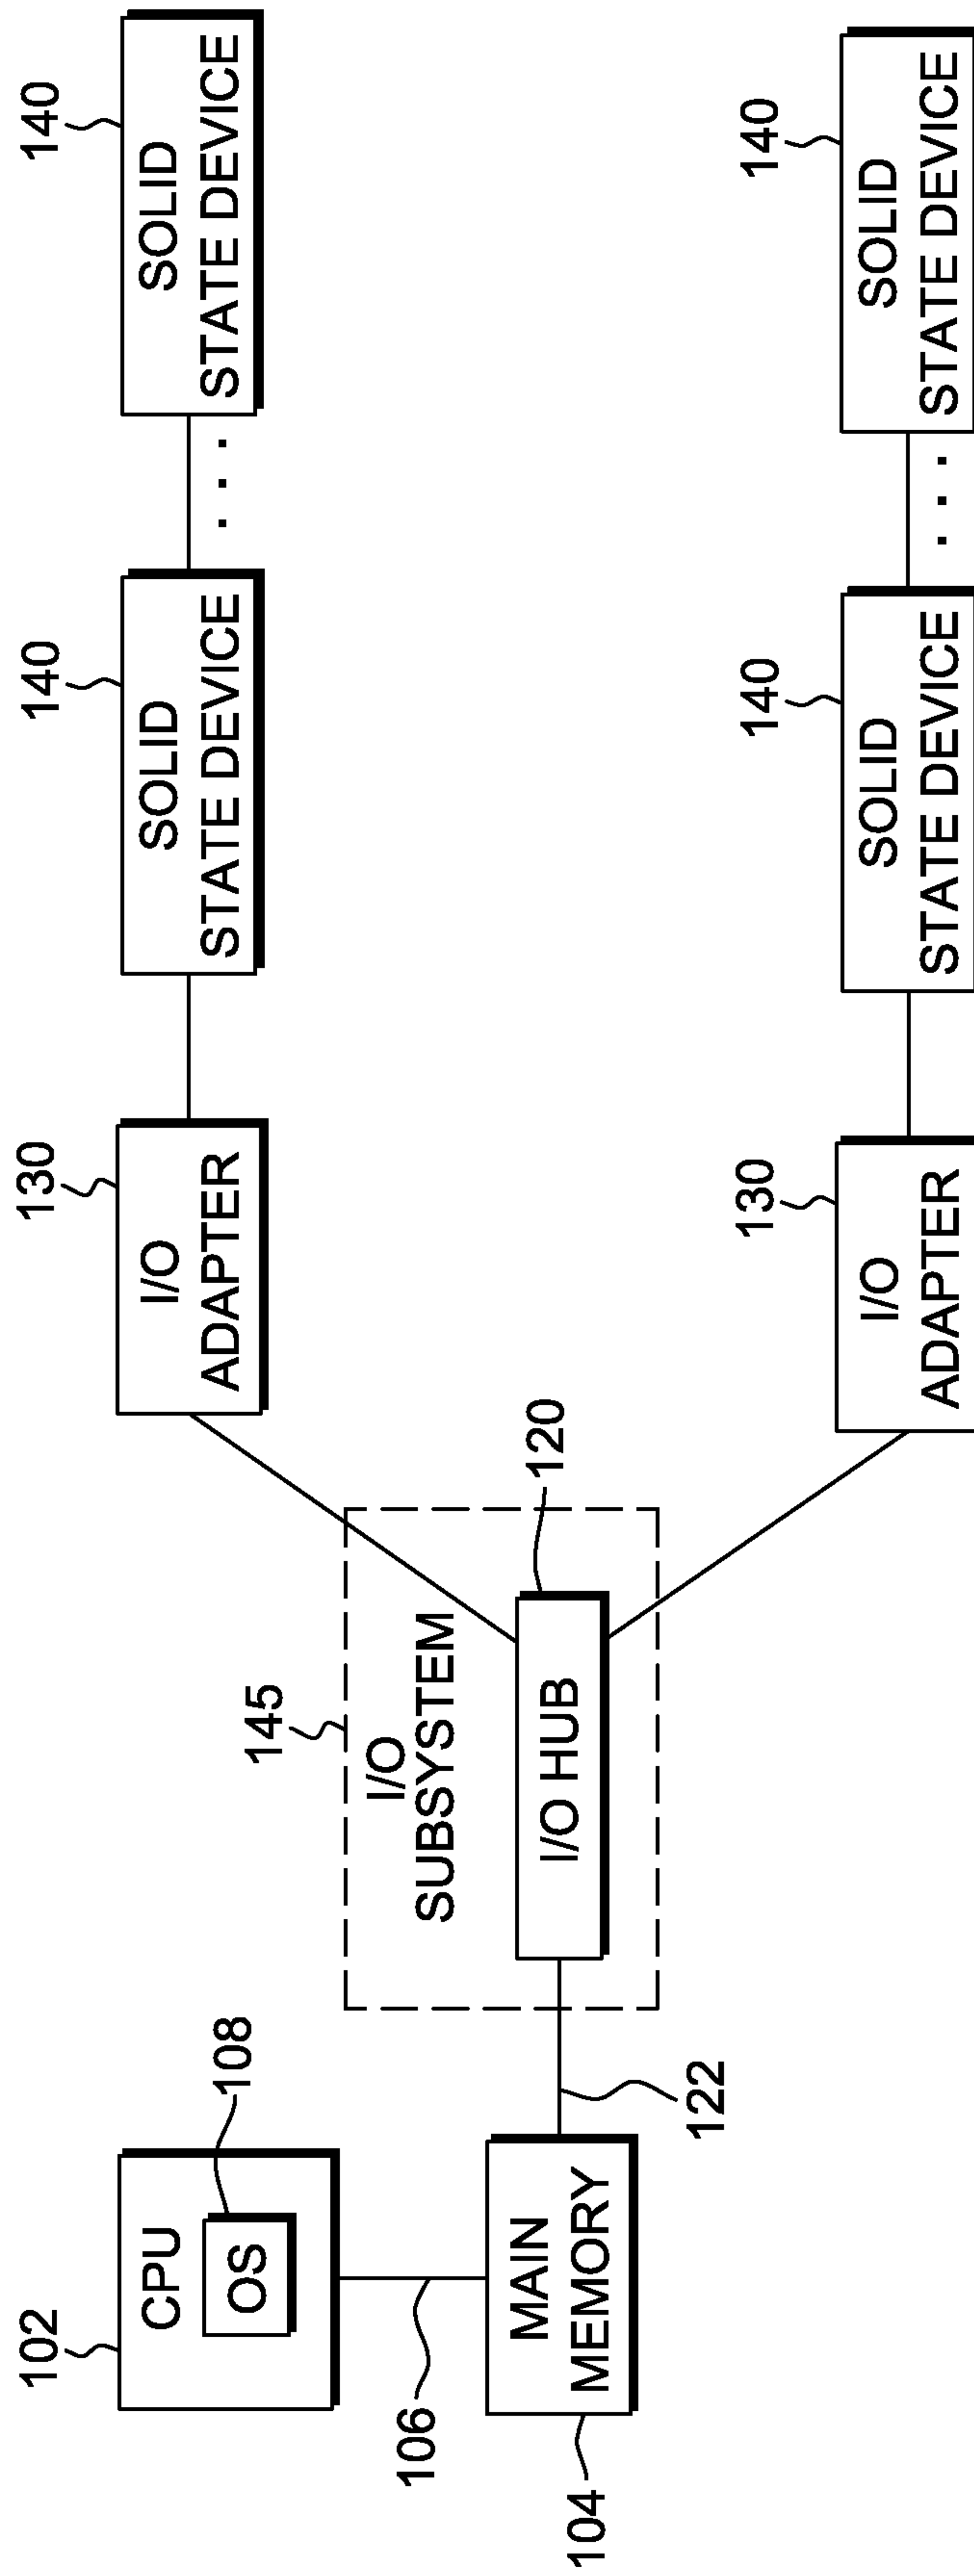 102
CPU
OS
108
106
MAIN
MEMORY
104
122
145
I/O
SUBSYSTEM
I/O HUB
120
130
I/O
ADAPTER
140
SOLID
STATE DEVICE
. . .
140
SOLID
STATE DEVICE
130
I/O
ADAPTER
140
SOLID
STATE DEVICE
. . .
140
SOLID
STATE DEVICE